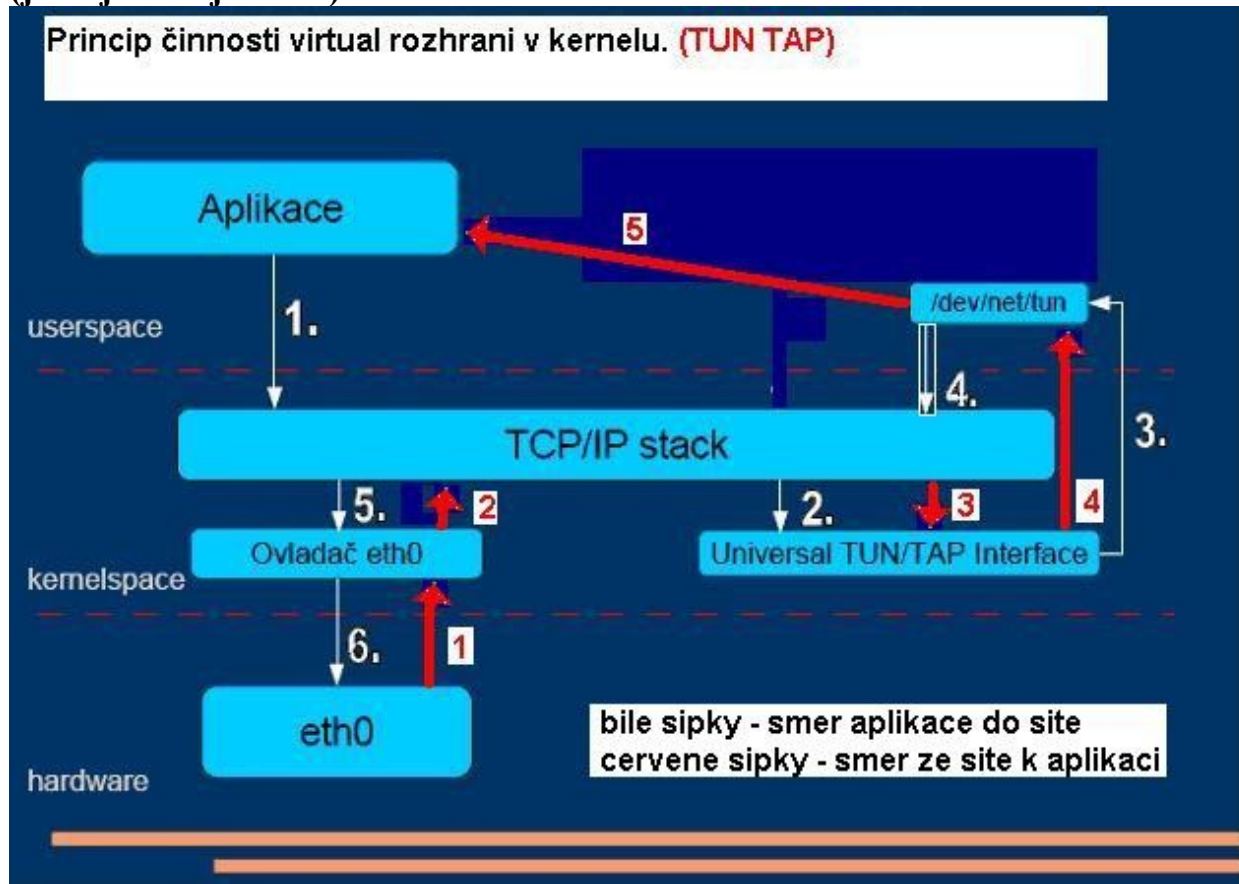 Princip činnosti virtual rozhrani v kernelu. (TUN TAP)
Aplikace
5
/dev/net/tun
userspace
1.
4.
3.
TCP/IP stack
5.
2
2.
3
4
Ovladač eth0
Universal TUN/TAP Interface
kernelspace
6.
1
eth0
bile sipky - smer aplikace do site
cervene sipky - smer ze site k aplikaci
hardware